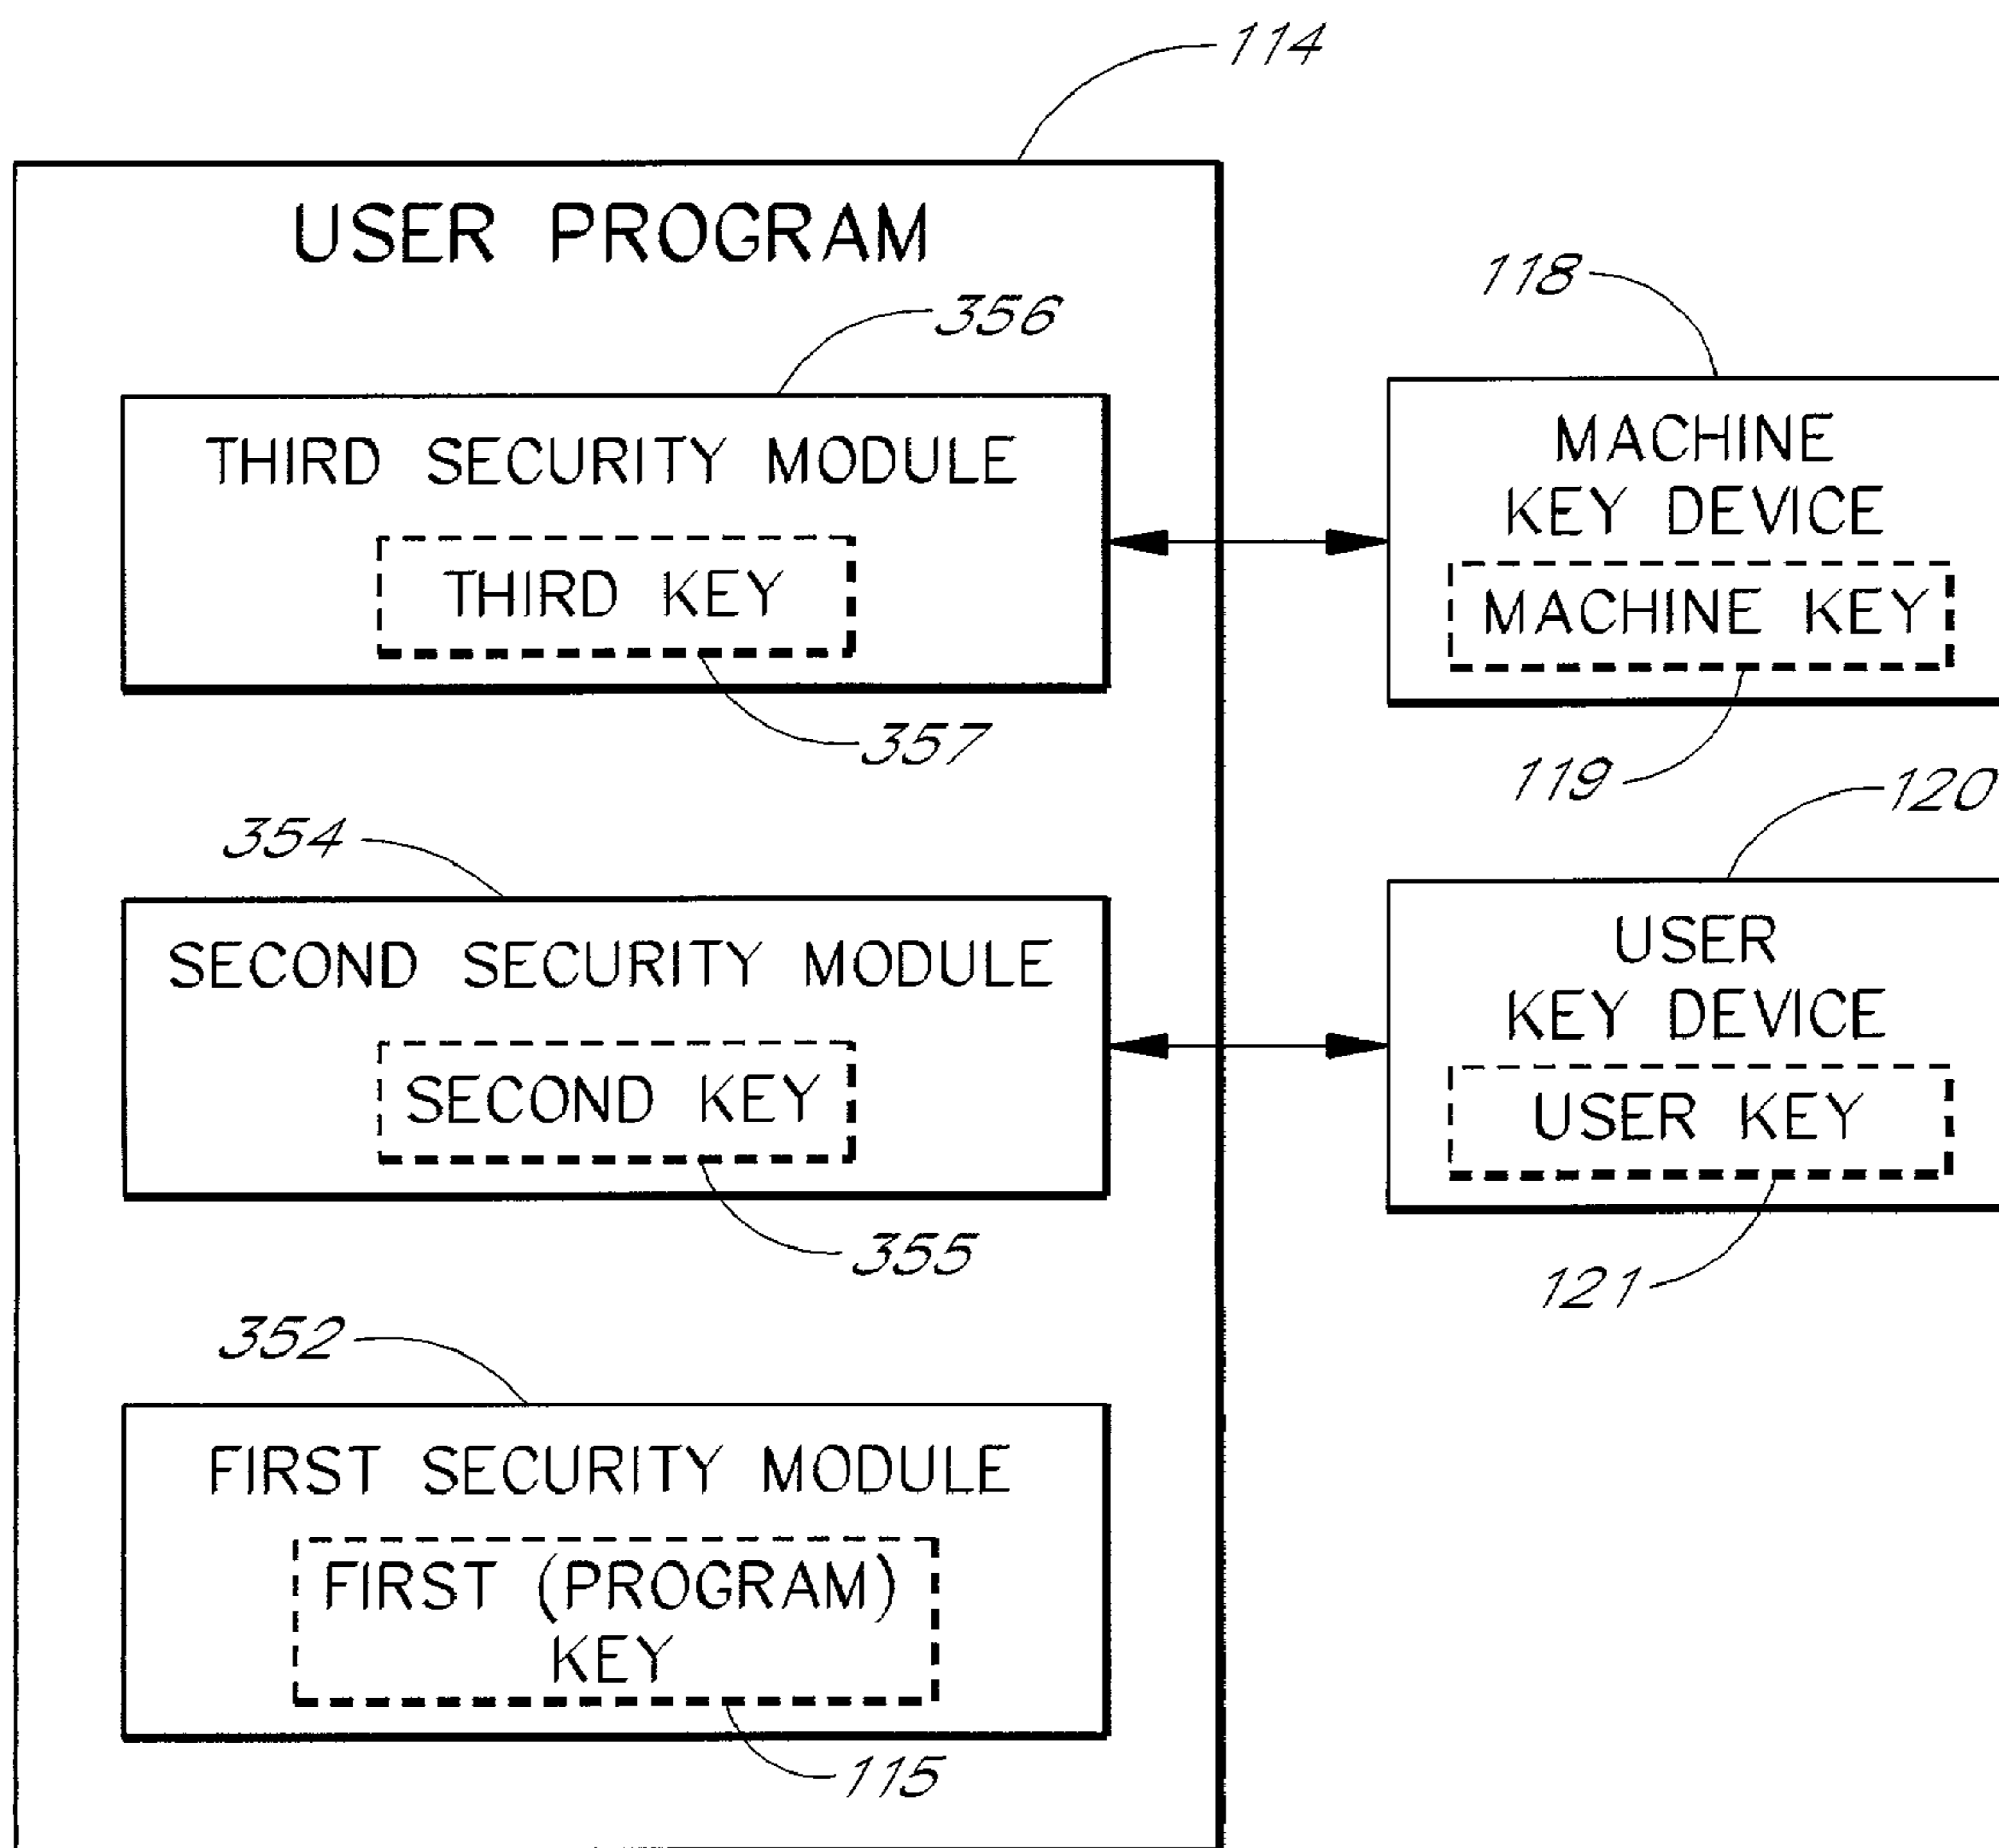 114
USER PROGRAM
356
THIRD SECURITY MODULE
THIRD KEY
357
354
SECOND SECURITY MODULE
SECOND KEY
355
352
FIRST SECURITY MODULE
FIRST (PROGRAM)
KEY
115
118
MACHINE
KEY DEVICE
MACHINE KEY
119
120
USER
KEY DEVICE
USER KEY
121